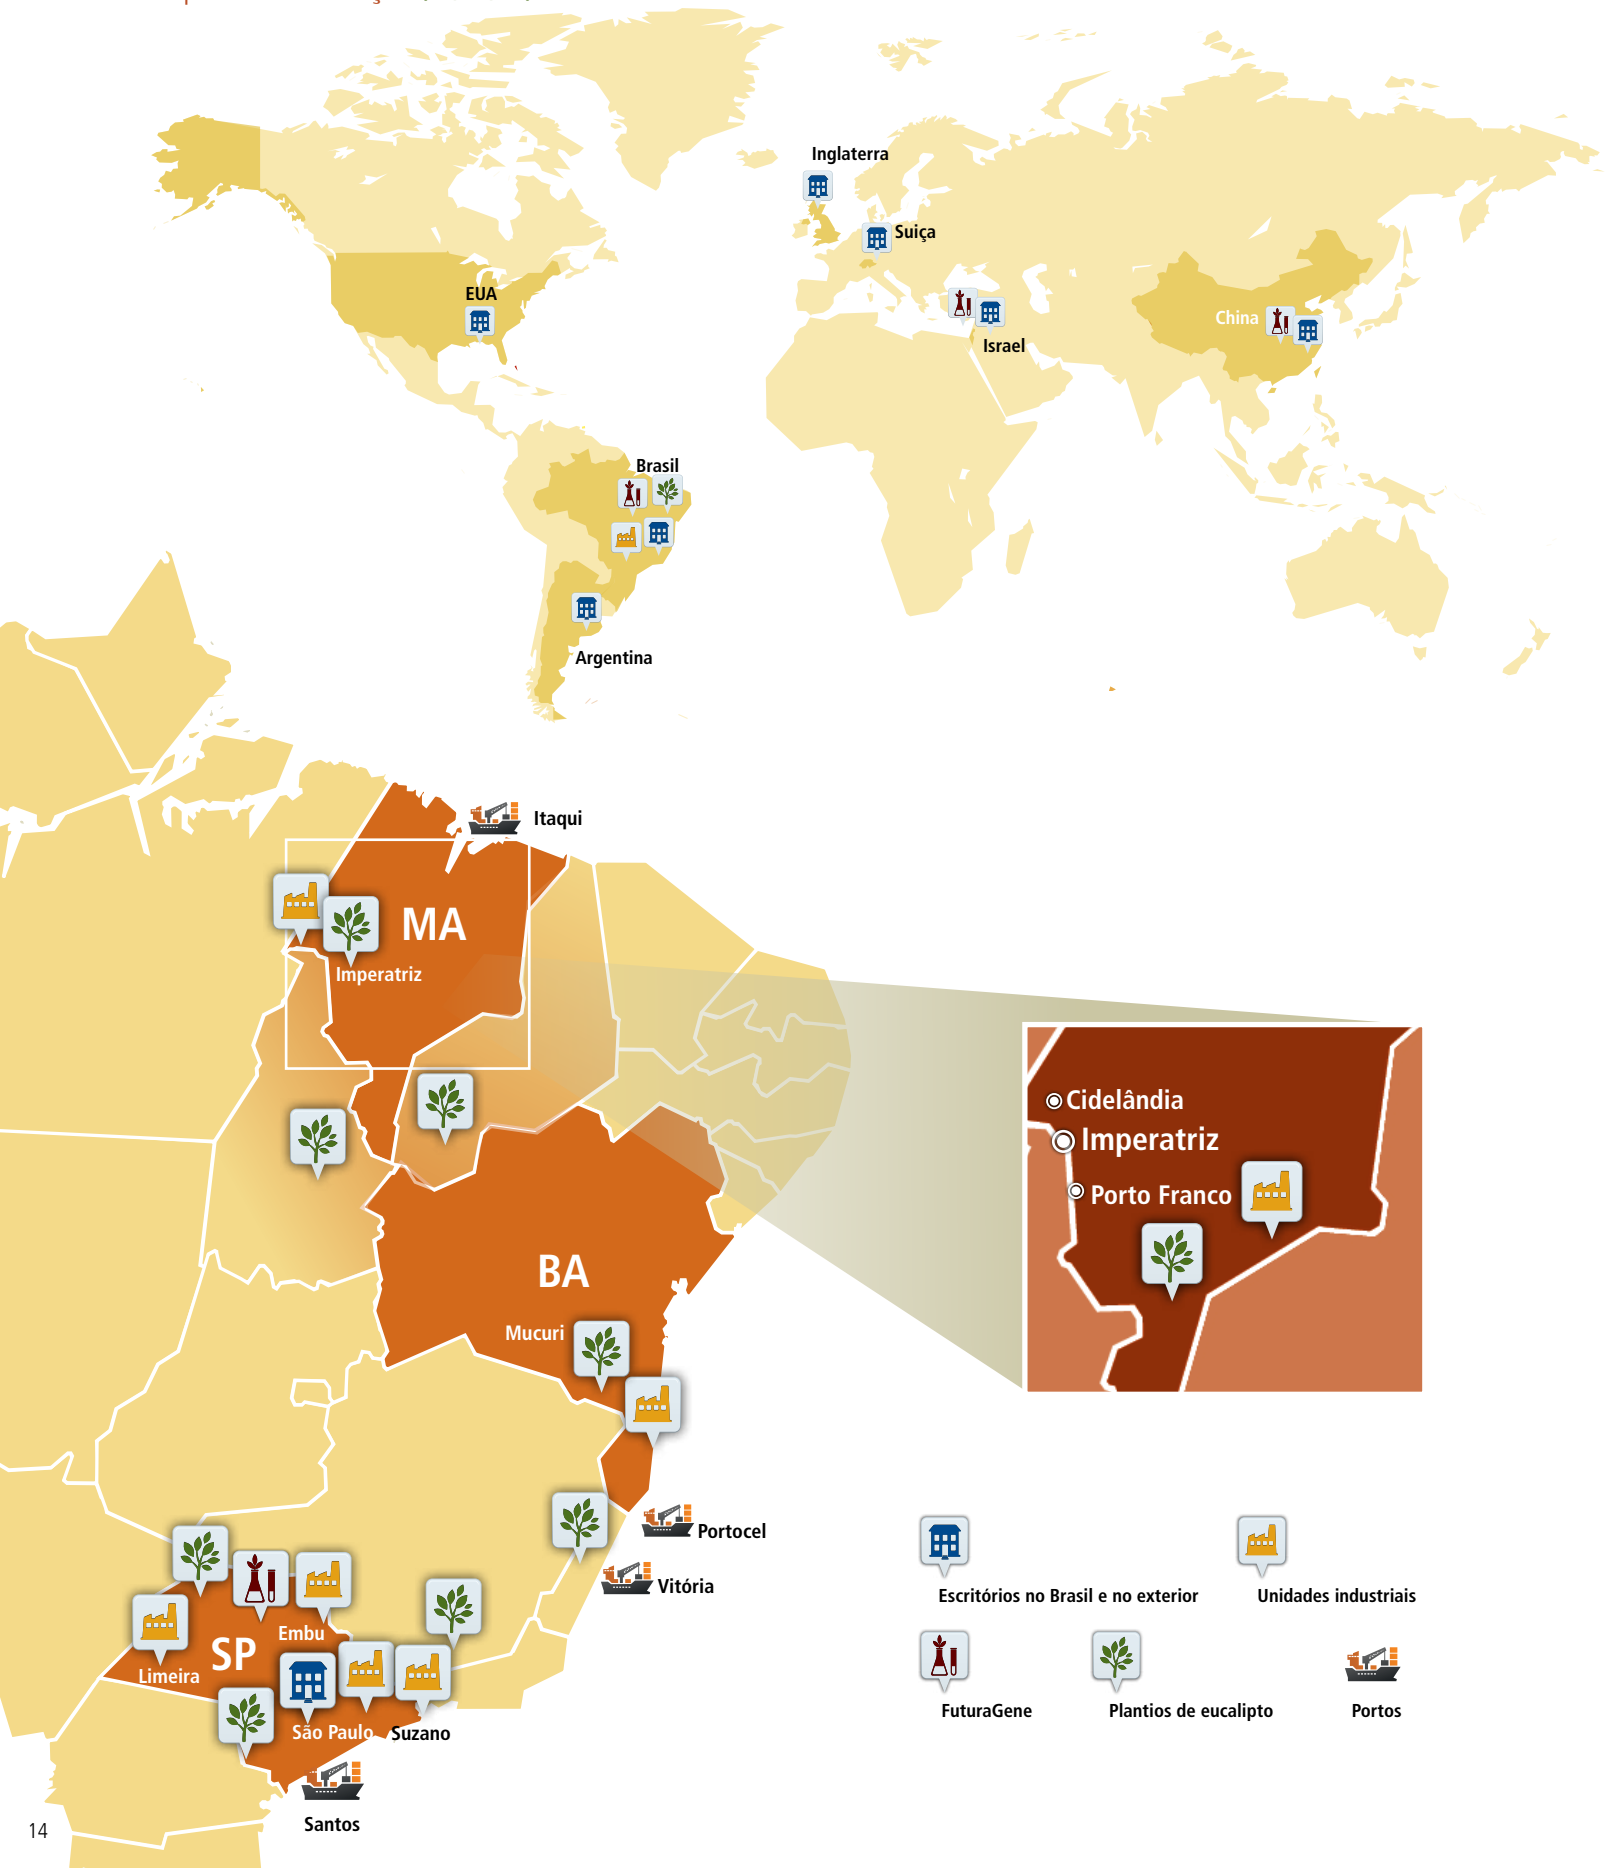 Inglaterra
Suiça
EUA
Israel
China
Brasil
Argentina
Itaqui
MA
Imperatriz
Cidelândia
Imperatriz
Porto Franco
BA
Mucuri
Portocel
Vitória
Embu
SP
Limeira
São Paulo
Suzano
Santos
Escritórios no Brasil e no exterior
Unidades industriais
FuturaGene
Plantios de eucalipto
Portos
14